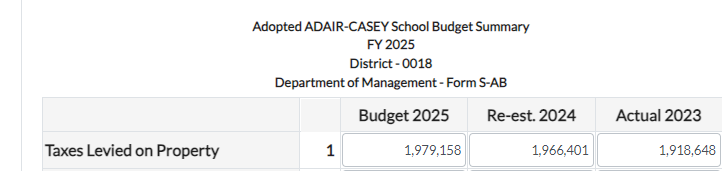 Adopted ADAIR-CASEY School Budget Summary
FY 2025
District - 0018
Department of Management - Form S-AB
Budget 2025 Re-est. 2024 Actual 2023
Taxes Levied on Property 1 1,979,158 1,966,401 1,918,648